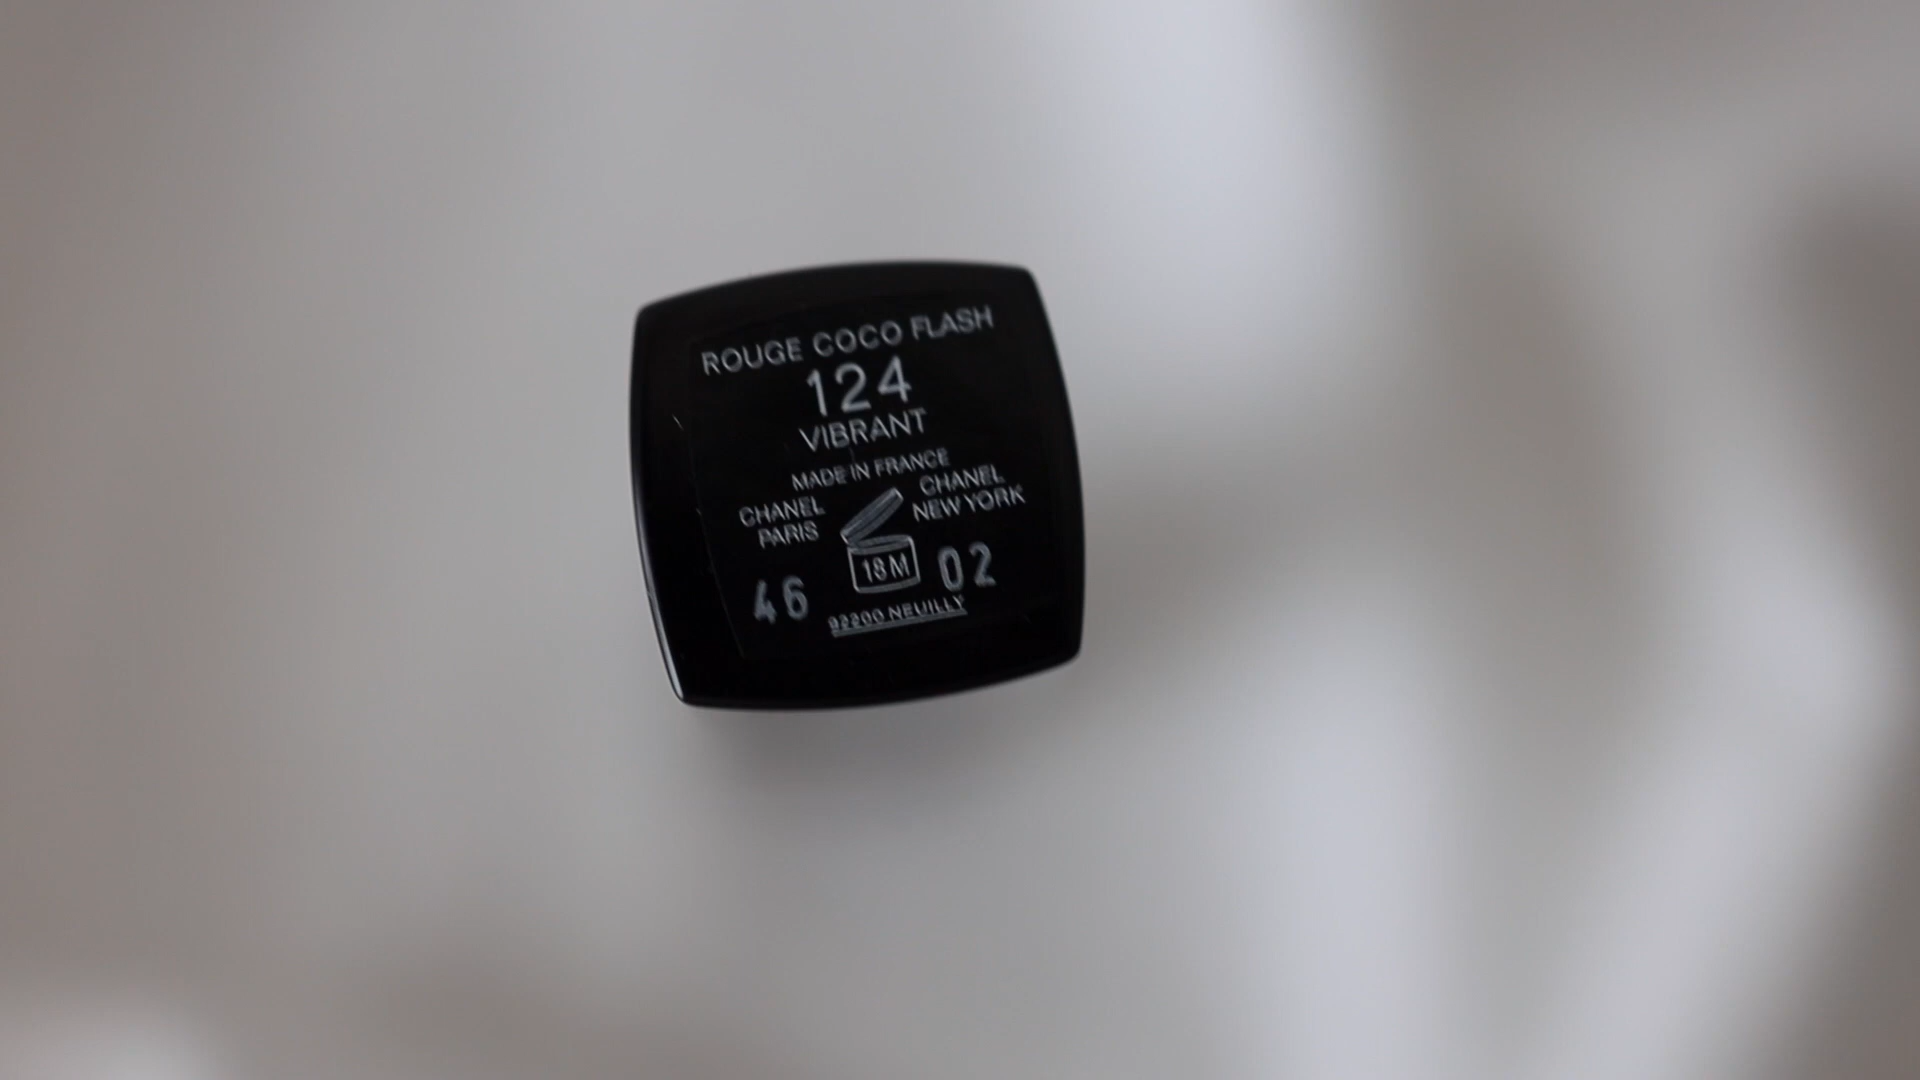 ROUGE COCO FLASH
124
VIBRANT
MADE IN FRANCE
CHANEL
PARIS
CHANEL
NEW YORK
18M
46
02
92200 NEUILLY